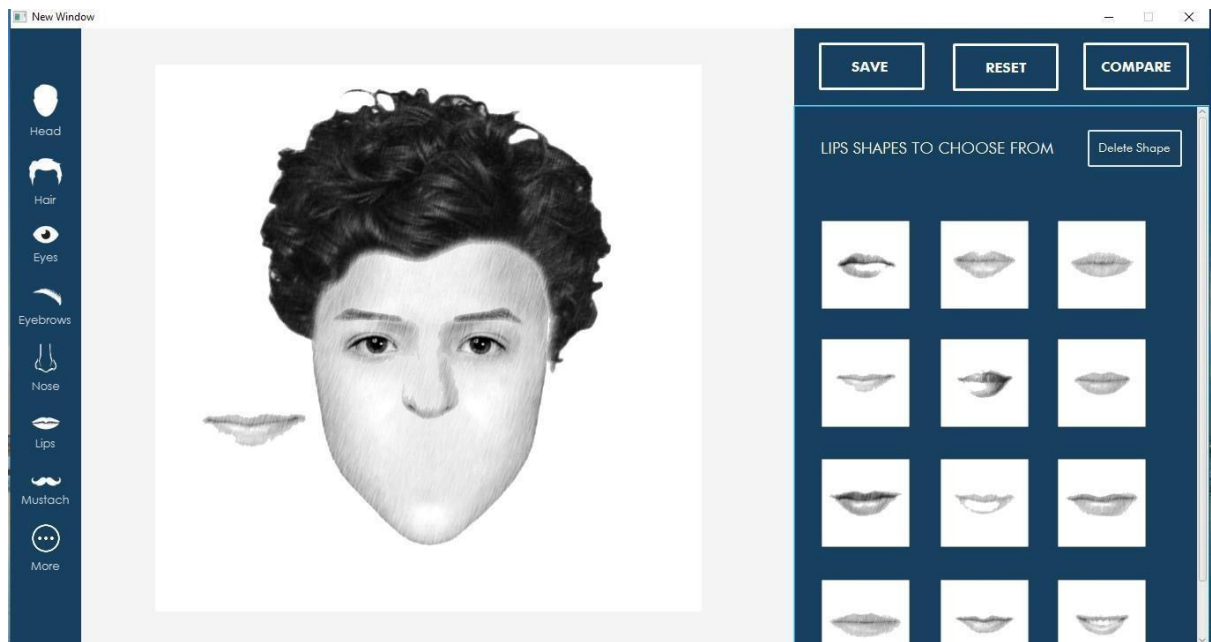 New Window
Head
Hair
Eyes
Eyebrows
Nose
Lips
Mustach
More
SAVE
RESET
COMPARE
LIPS SHAPES TO CHOOSE FROM
Delete Shape